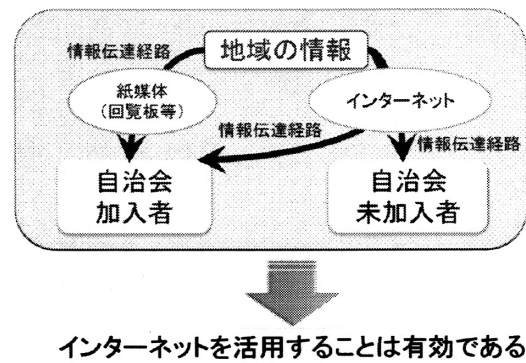 地域の情報
情報伝達経路
紙媒体
(回覧板等)
インターネット
情報伝達経路
情報伝達経路
自治会
加入者
自治会
未加入者
インターネットを活用することは有効である